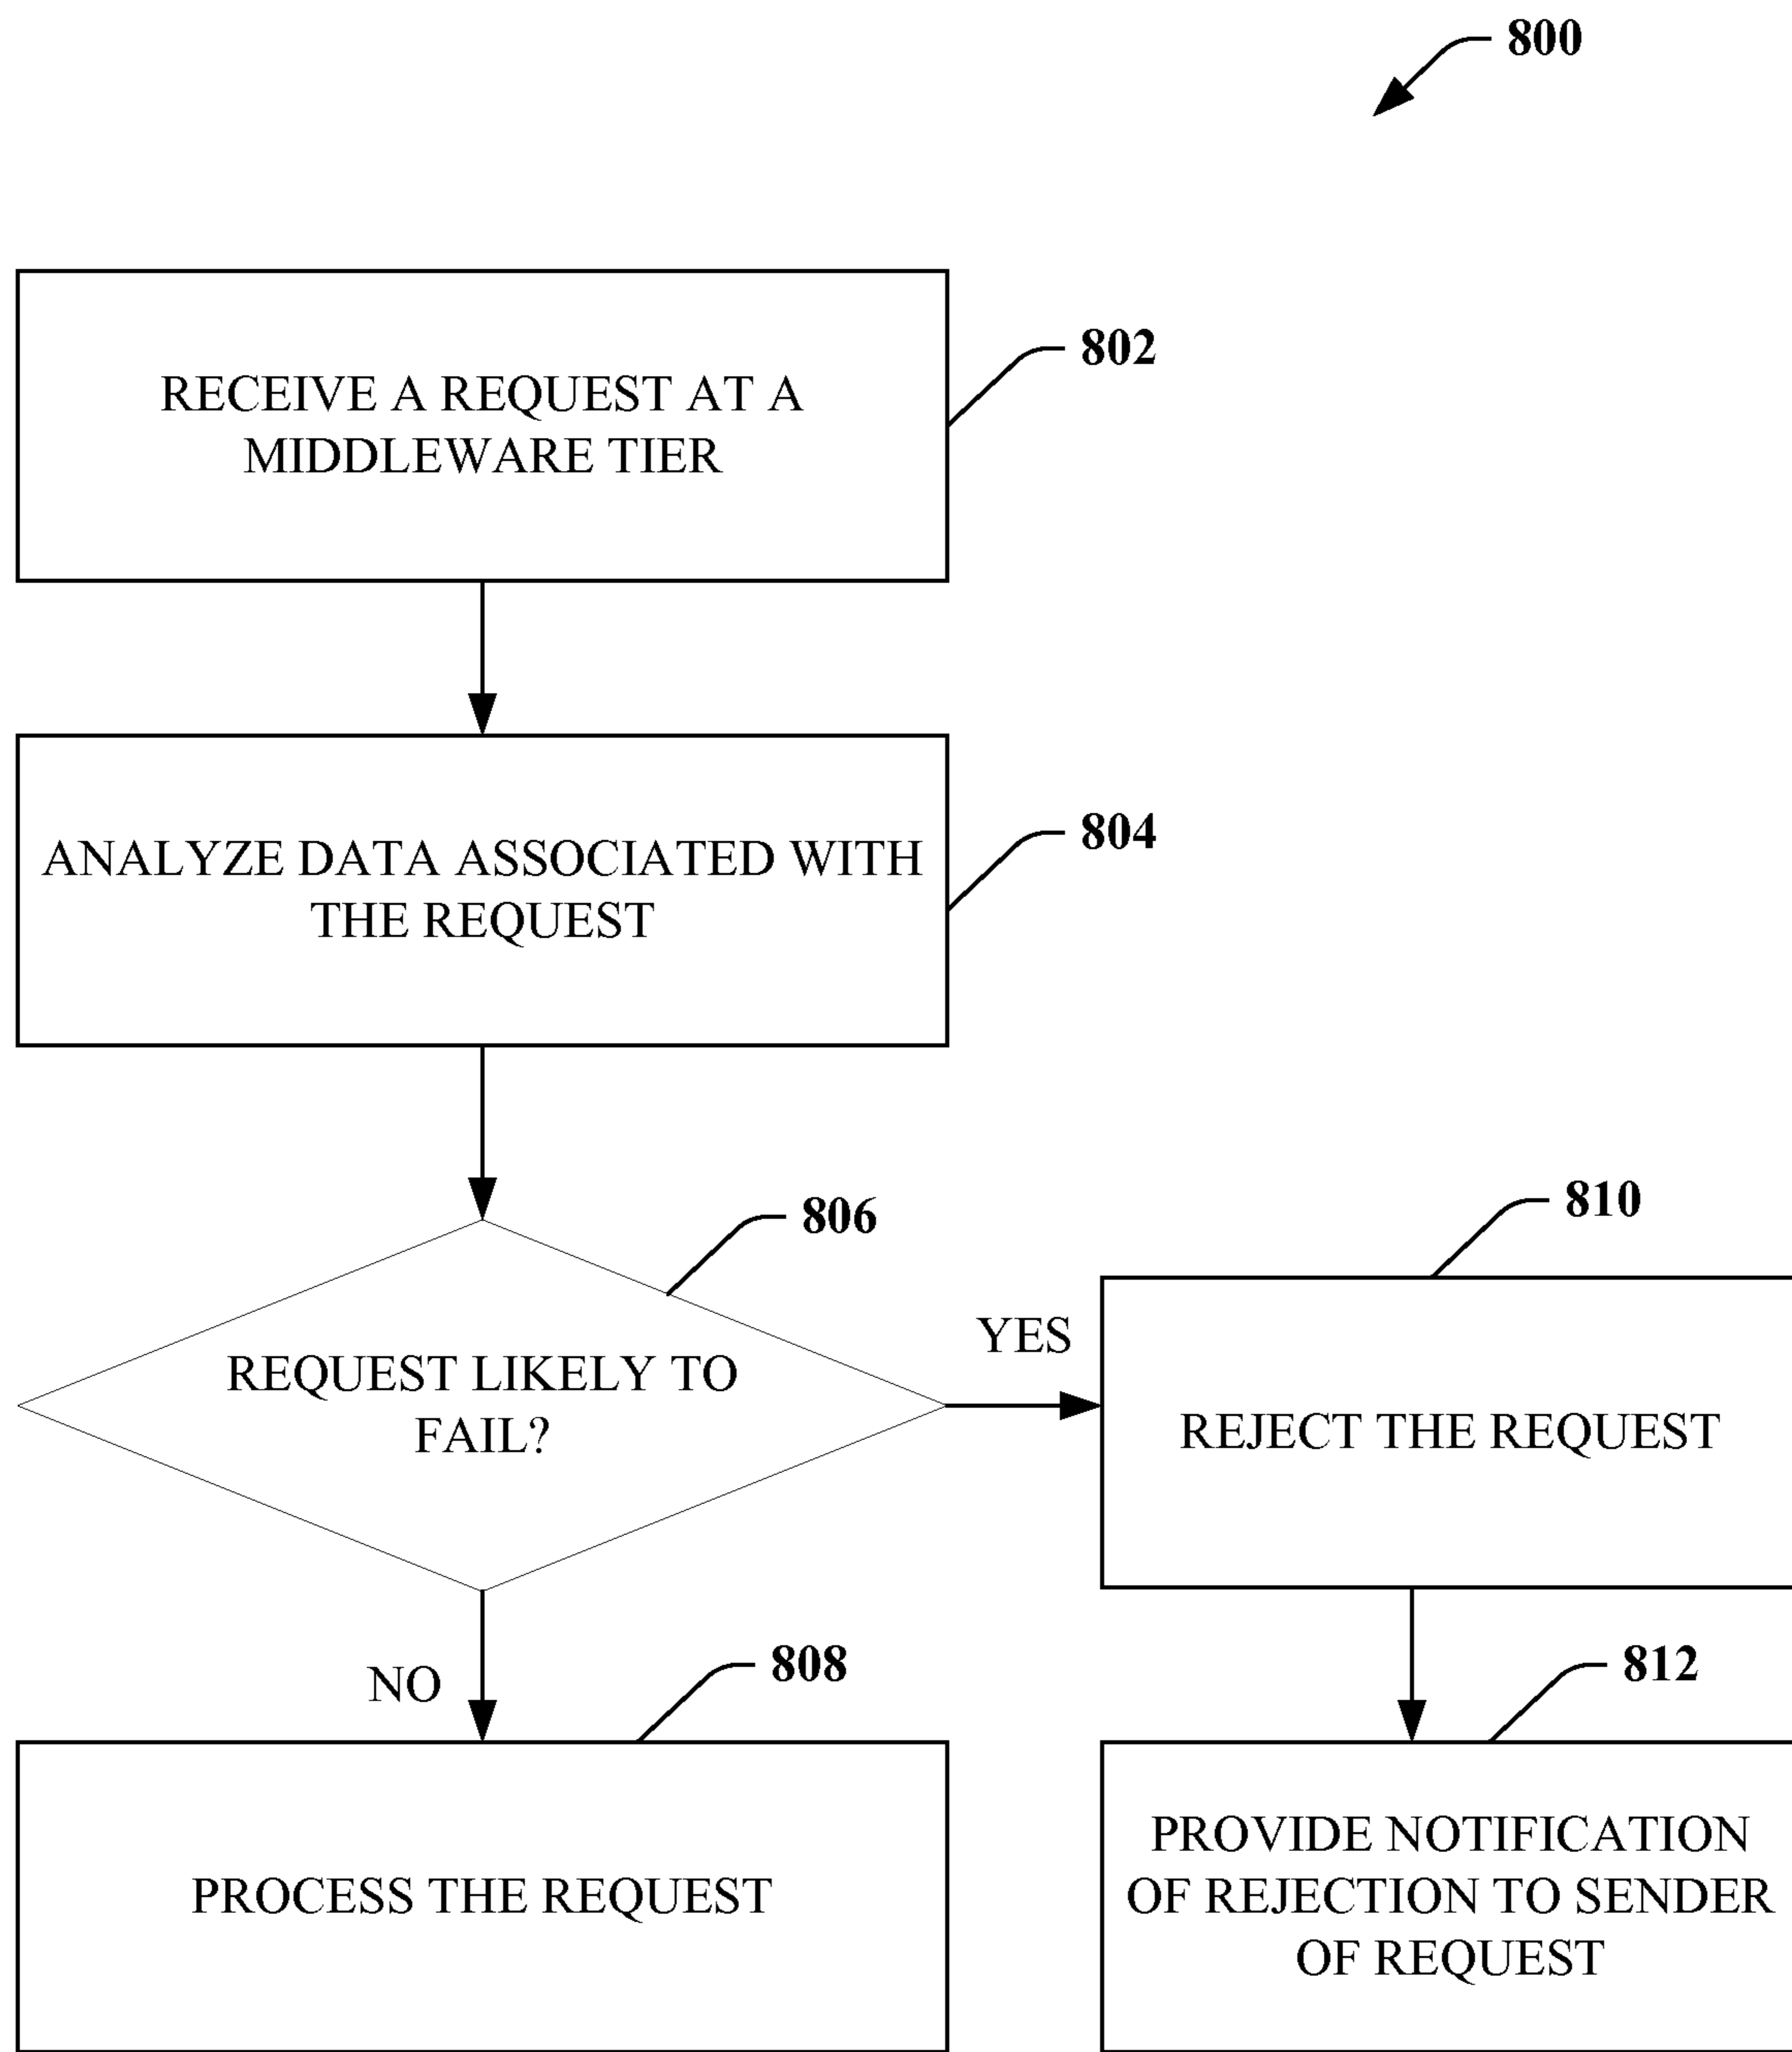 800
802
RECEIVE A REQUEST AT A
MIDDLEWARE TIER
804
ANALYZE DATA ASSOCIATED WITH
THE REQUEST
806
REQUEST LIKELY TO
FAIL?
YES
810
REJECT THE REQUEST
NO
808
PROCESS THE REQUEST
812
PROVIDE NOTIFICATION
OF REJECTION TO SENDER
OF REQUEST